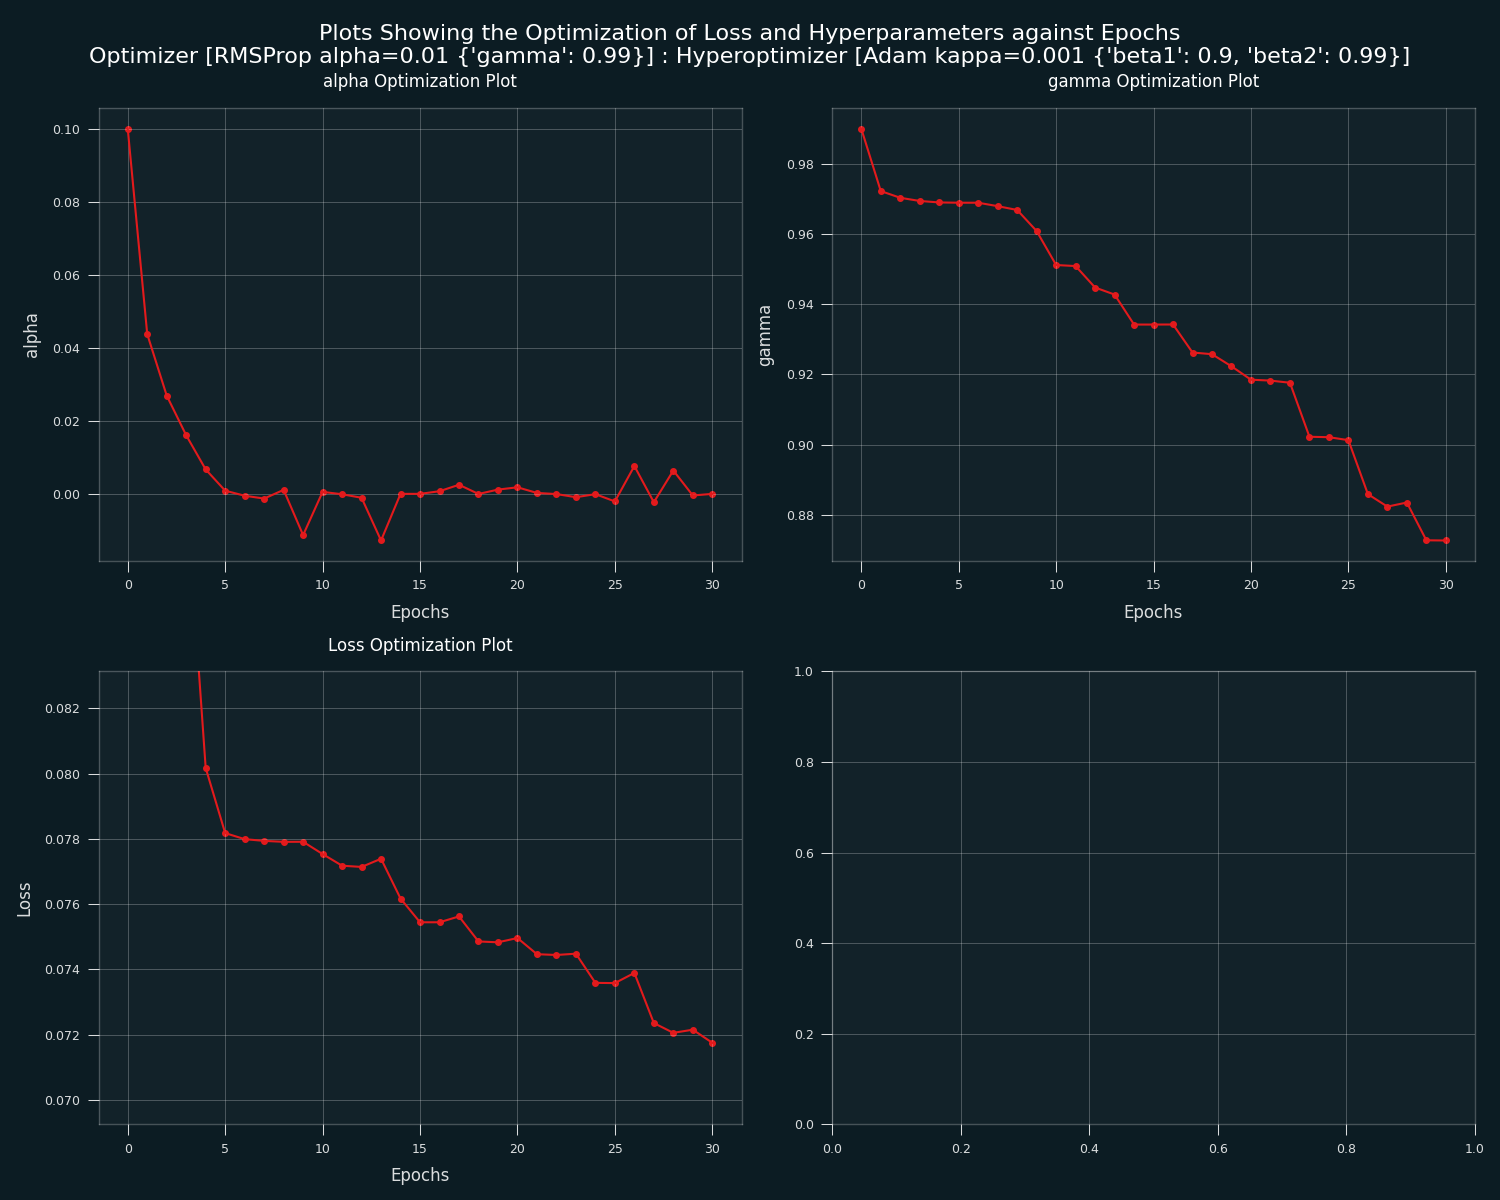 Plots Showing the Optimization of Loss and Hyperparameters against Epochs
Optimizer [RMSProp alpha=0.01 {'gamma': 0.99}] : Hyperoptimizer [Adam kappa=0.001 {'beta1': 0.9, 'beta2': 0.99}]
alpha Optimization Plot
0.10
0.08
0.06
0.04
0.02
0.00
alpha
0 5 10 15 20 25 30
Epochs
gamma Optimization Plot
0.98
0.96
0.94
0.92
0.90
0.88
gamma
0 5 10 15 20 25 30
Epochs
Loss Optimization Plot
0.082
0.080
0.078
0.076
0.074
0.072
0.070
Loss
0 5 10 15 20 25 30
Epochs
1.0
0.8
0.6
0.4
0.2
0.0
0.0 0.2 0.4 0.6 0.8 1.0